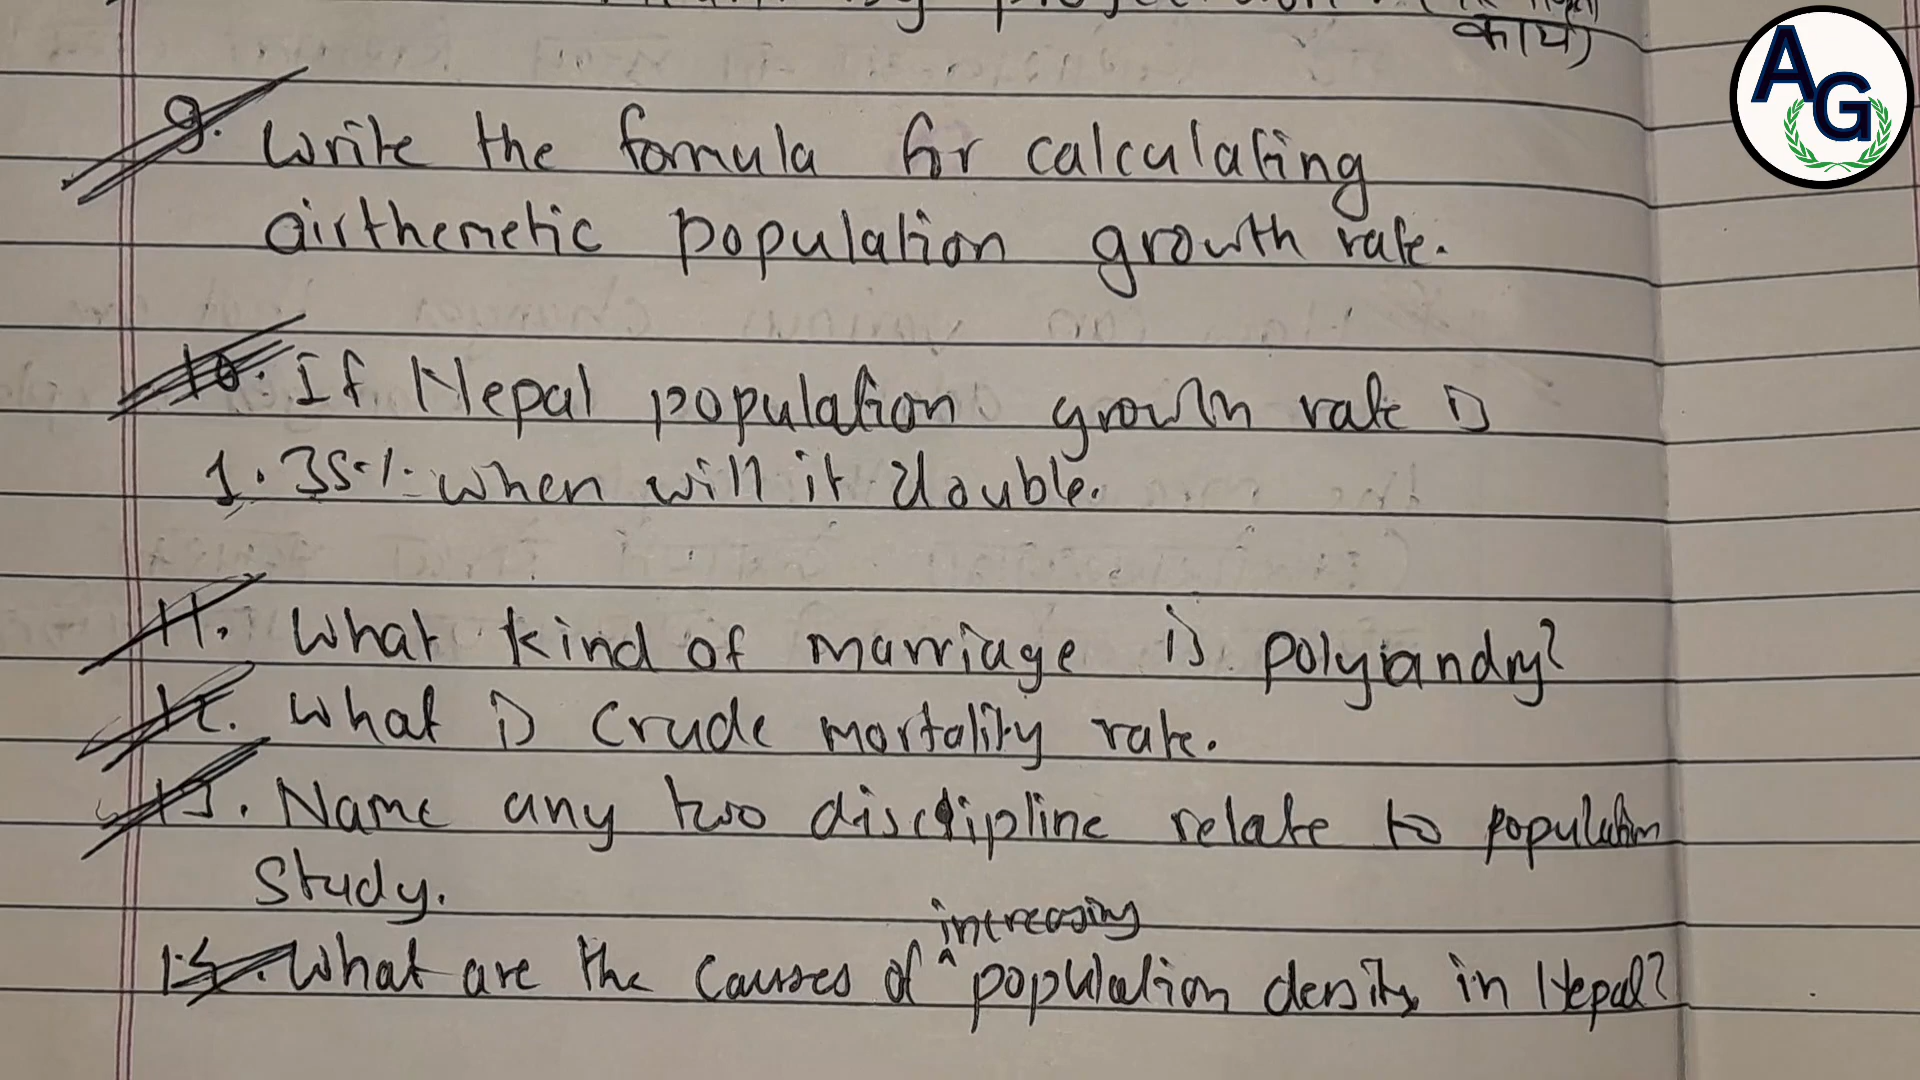 कार्य)
AG
9. Write the formula for calculating
airthemetic population growth rate.
10. If Nepal population growth rate is
1.35% when will it double.
11. What kind of marriage is polyandry?
12. What is crude mortality rate.
13. Name any two discipline relate to population
study.
increasing
What are the causes of ^ population density in Nepal?